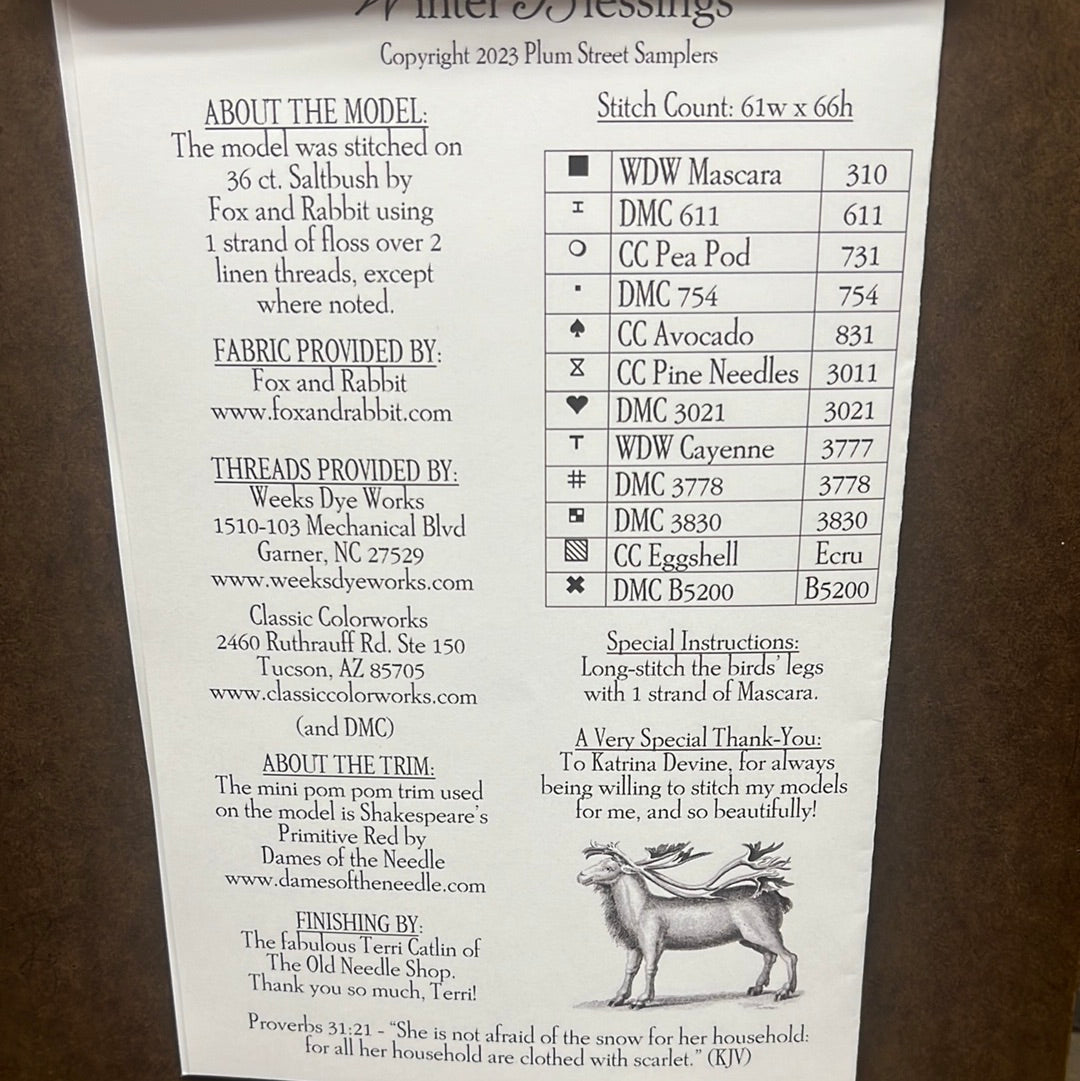 Winter Blessings
Copyright 2023 Plum Street Samplers
ABOUT THE MODEL:
The model was stitched on
36 ct. Saltbush by
Fox and Rabbit using
1 strand of floss over 2
linen threads, except
where noted.
FABRIC PROVIDED BY:
Fox and Rabbit
www.foxandrabbit.com
THREADS PROVIDED BY:
Weeks Dye Works
1510-103 Mechanical Blvd
Garner, NC 27529
www.weeksdyeworks.com
Classic Colorworks
2460 Ruthrauff Rd. Ste 150
Tucson, AZ 85705
www.classiccolorworks.com
(and DMC)
ABOUT THE TRIM:
The mini pom pom trim used
on the model is Shakespeare's
Primitive Red by
Dames of the Needle
www.damesoftheneedle.com
FINISHING BY:
The fabulous Terri Catlin of
The Old Needle Shop.
Thank you so much, Terri!
Stitch Count: 61w x 66h
WDW Mascara 310
DMC 611 611
CC Pea Pod 731
DMC 754 754
CC Avocado 831
CC Pine Needles 3011
DMC 3021 3021
WDW Cayenne 3777
DMC 3778 3778
DMC 3830 3830
CC Eggshell Ecru
DMC B5200 B5200
Special Instructions:
Long-stitch the birds' legs
with 1 strand of Mascara.
A Very Special Thank-You:
To Katrina Devine, for always
being willing to stitch my models
for me, and so beautifully!
Proverbs 31:21 - "She is not afraid of the snow for her household:
for all her household are clothed with scarlet." (KJV)